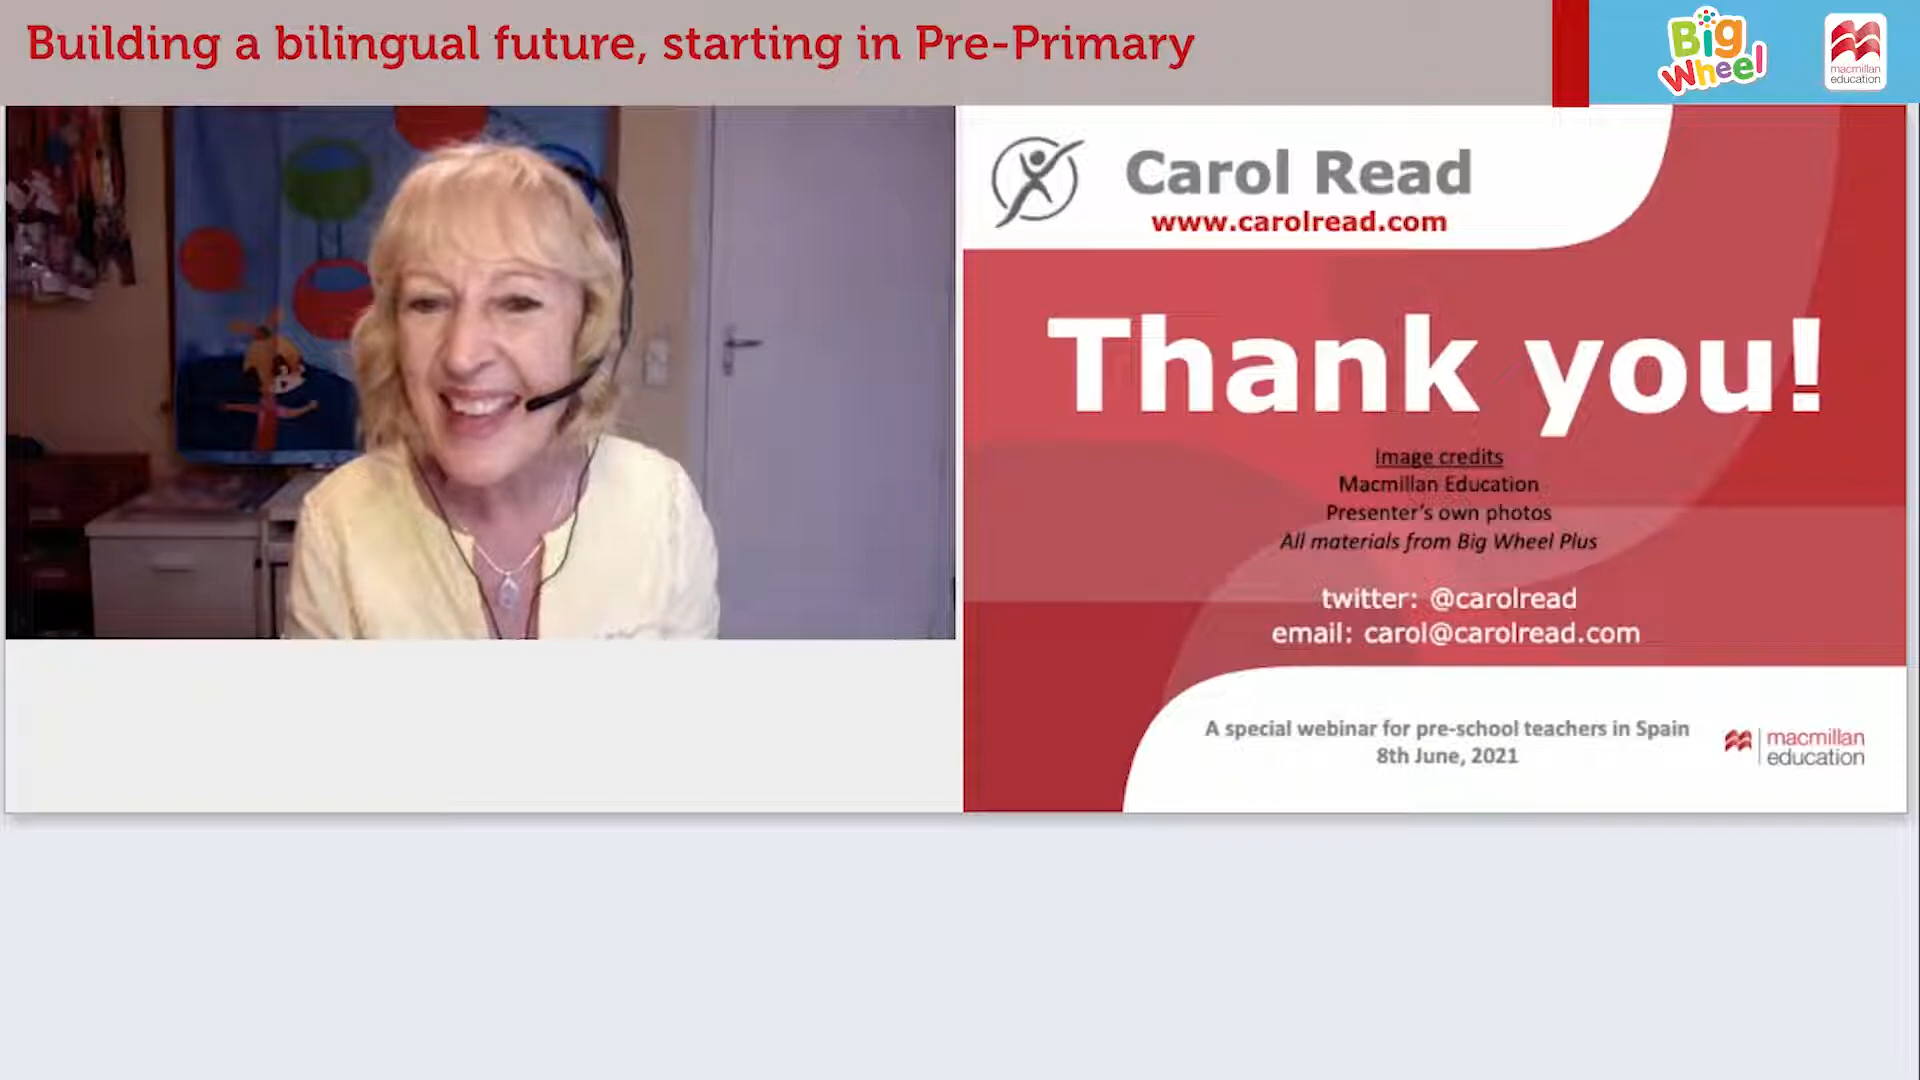 Building a bilingual future, starting in Pre-Primary
Big
Wheel
macmillan
education
Carol Read
www.carolread.com
Thank you!
Image credits
Macmillan Education
Presenter's own photos
All materials from Big Wheel Plus
twitter: @carolread
email: carol@carolread.com
A special webinar for pre-school teachers in Spain
8th June, 2021
macmillan
education